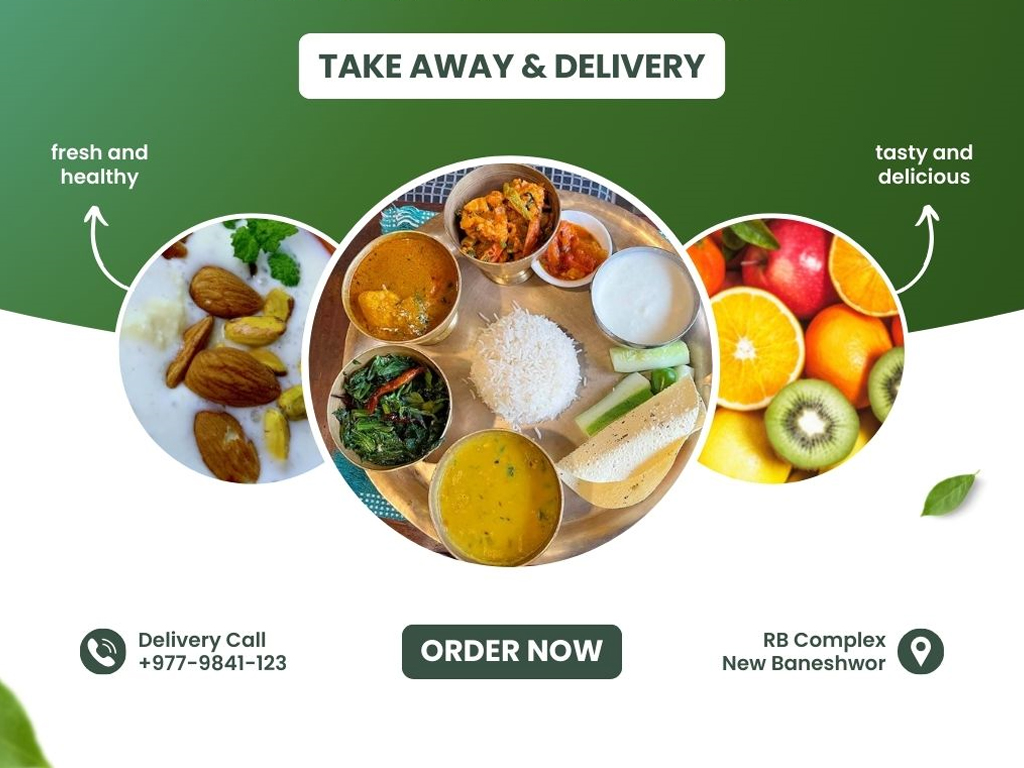 TAKE AWAY & DELIVERY
fresh and
healthy
tasty and
delicious
Delivery Call
+977-9841-123
ORDER NOW
RB Complex
New Baneshwor